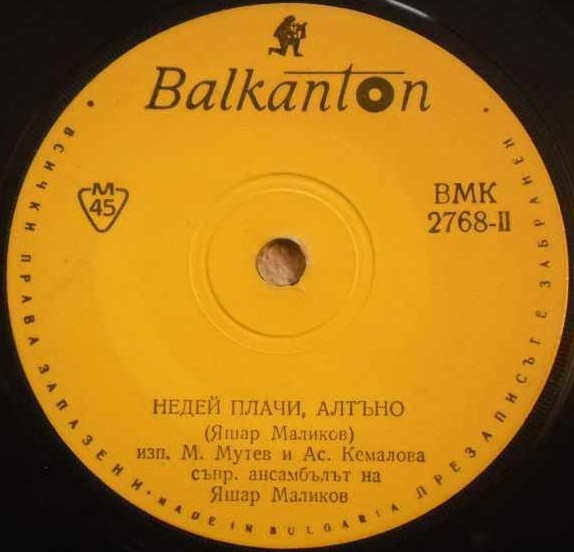 Balkanton
М
45
ВМК
2768-II
НЕДЕЙ ПЛАЧИ, АЛТЪНО
(Яшар Маликов)
изп. М. Мутев и Ас. Кемалова
съпр. ансамбълът на
Яшар Маликов
• ВСИЧКИ ПРАВА ЗАПАЗЕНИ • MADE IN BULGARIA • ПРЕЗАПИСЪТ Е ЗАБРАНЕН •